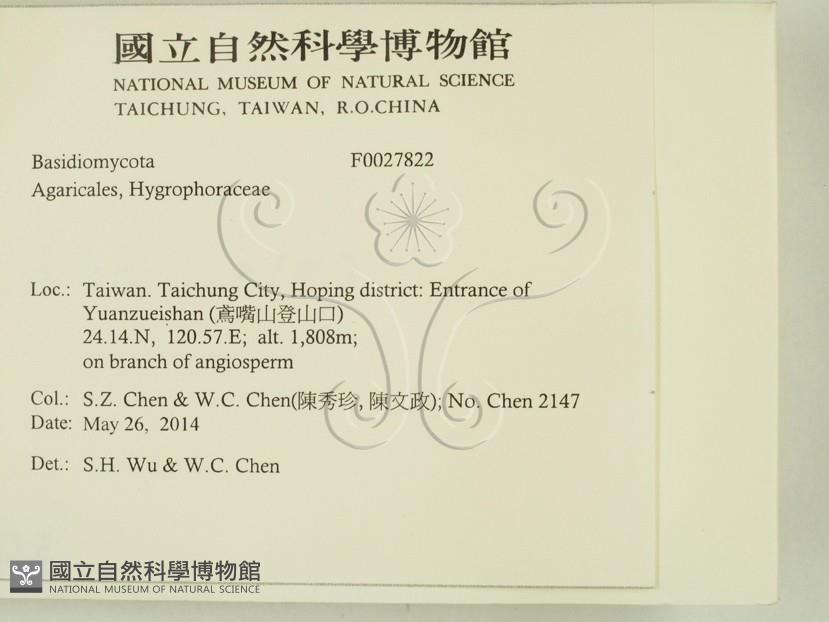 國立自然科學博物館
NATIONAL MUSEUM OF NATURAL SCIENCE
TAICHUNG, TAIWAN, R.O.CHINA
Basidiomycota F0027822
Agaricales, Hygrophoraceae
Loc.: Taiwan. Taichung City, Hoping district: Entrance of
Yuanzueishan (鳶嘴山登山口)
24.14.N, 120.57.E; alt. 1,808m;
on branch of angiosperm
Col.: S.Z. Chen & W.C. Chen(陳秀珍, 陳文政); No. Chen 2147
Date: May 26, 2014
Det.: S.H. Wu & W.C. Chen
國立自然科學博物館
NATIONAL MUSEUM OF NATURAL SCIENCE